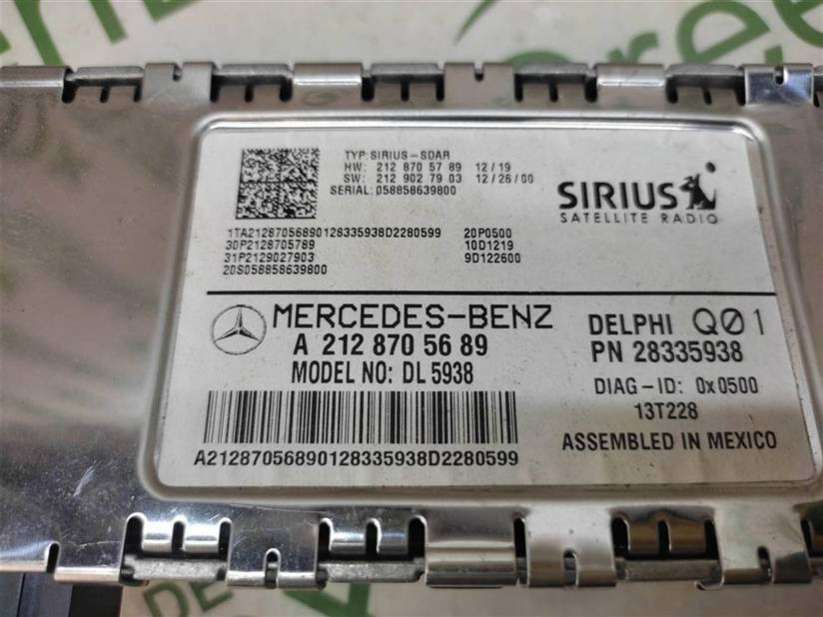 TYP: SIRIUS-SDAR
HW: 212 870 57 89 12 / 19
SW: 212 902 79 03 12 / 26 / 00
SERIAL: 058858639800
SIRIUS
SATELLITE RADIO
1TA21287056890128335938D2280599 20P0500
30P2128705789 10D1219
31P2129027903 9D122600
20S058858639800
MERCEDES-BENZ
A 212 870 56 89
MODEL NO: DL 5938
DELPHI Q01
PN 28335938
DIAG-ID: 0x0500
13T228
ASSEMBLED IN MEXICO
A21287056890128335938D2280599